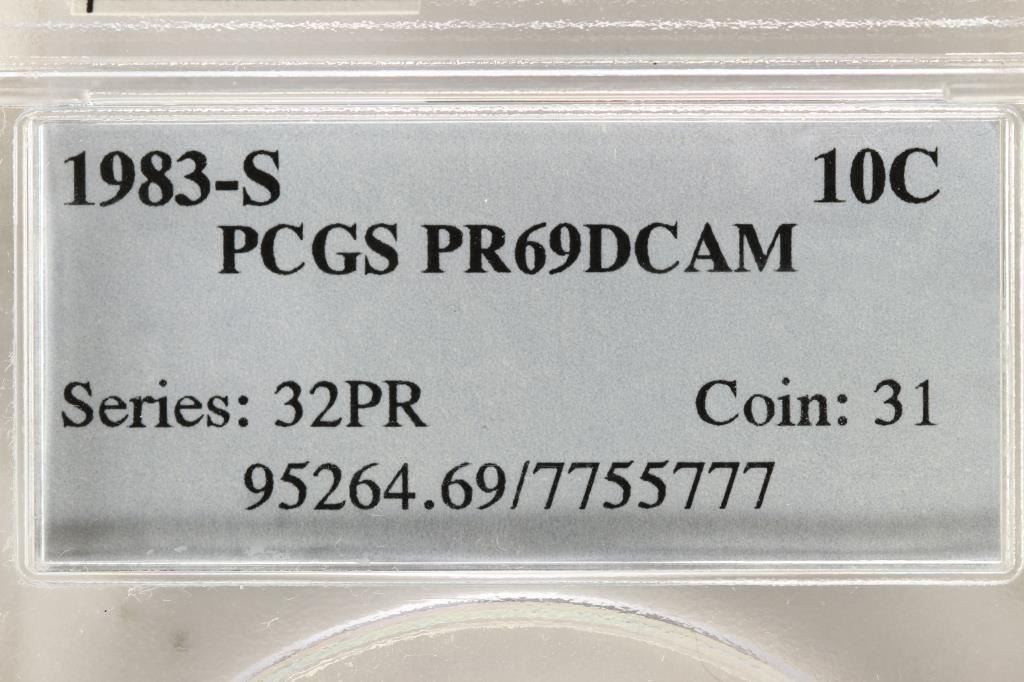 1983-S 10C
PCGS PR69DCAM
Series: 32PR Coin: 31
95264.69/7755777